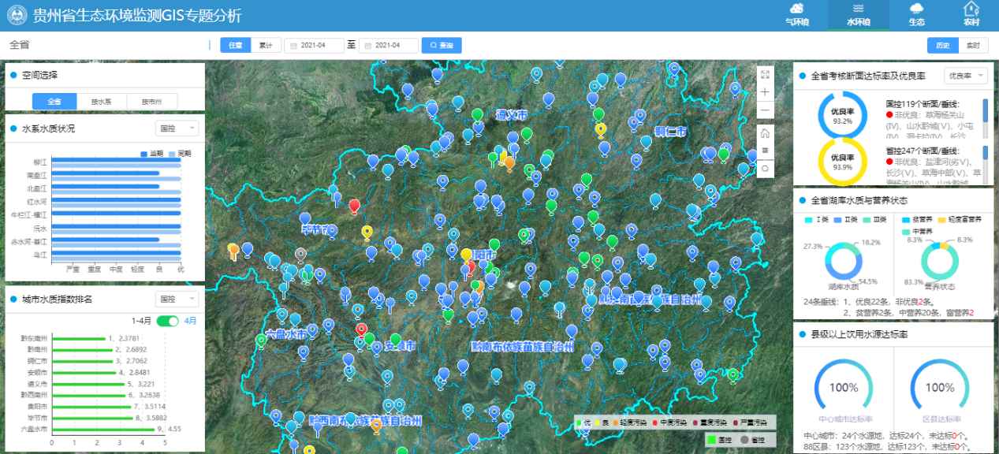 贵州省生态环境监测GIS专题分析
气环境
水环境
生态
农村
全省
任意
累计
2021-04
至
2021-04
查询
历史
实时
空间选择
全省
按水系
按市州
水系水质状况
国控
当期
同期
柳江
南盘江
北盘江
红水河
牛栏江-横江
沅水
赤水河-綦江
乌江
严重
重度
中度
轻度
良
优
城市水质指数排名
国控
1-4月
4月
黔东南州
1、2.3781
黔南州
2、2.6892
铜仁市
3、2.7062
安顺市
4、2.8481
遵义市
5、3.221
黔西南州
6、3.2638
贵阳市
7、3.5114
毕节市
8、3.5882
六盘水市
9、4.55
0
1
2
3
4
5
遵义市
铜仁市
毕节市
阳市
黔东南苗族侗族自治州
六盘水市
安顺市
黔南布依族苗族自治州
黔西南布依族苗族自治州
优
良
轻度污染
中度污染
重度污染
严重污染
国控
省控
全省考核断面达标率及优良率
优良率
优良率
93.2%
国控119个断面/垂线：
非优良：草海杨关山
(Ⅳ)、山水黔城(Ⅴ)、小屯
(Ⅳ)、洞卡拉(Ⅳ)、长沙
优良率
93.9%
省控247个断面/垂线：
非优良：盐津河(劣Ⅴ)、
长沙(Ⅴ)、草海中部(Ⅴ)、草
海杨关山(Ⅳ)、山水黔城
全省湖库水质与营养状态
Ⅰ类
Ⅱ类
Ⅲ类
贫营养
轻度富营养
中营养
27.3%
18.2%
54.5%
湖库水质
8.3%
8.3%
83.3%
营养状态
24条垂线：1、优良22条，非优良2条。
2、贫营养2条，中营养20条，富营养2
县级以上饮用水源达标率
100%
中心城市达标率
100%
区县达标率
中心城市：24个水源地，达标24个，未达标0个。
88区县：123个水源地，达标123个，未达标0个。